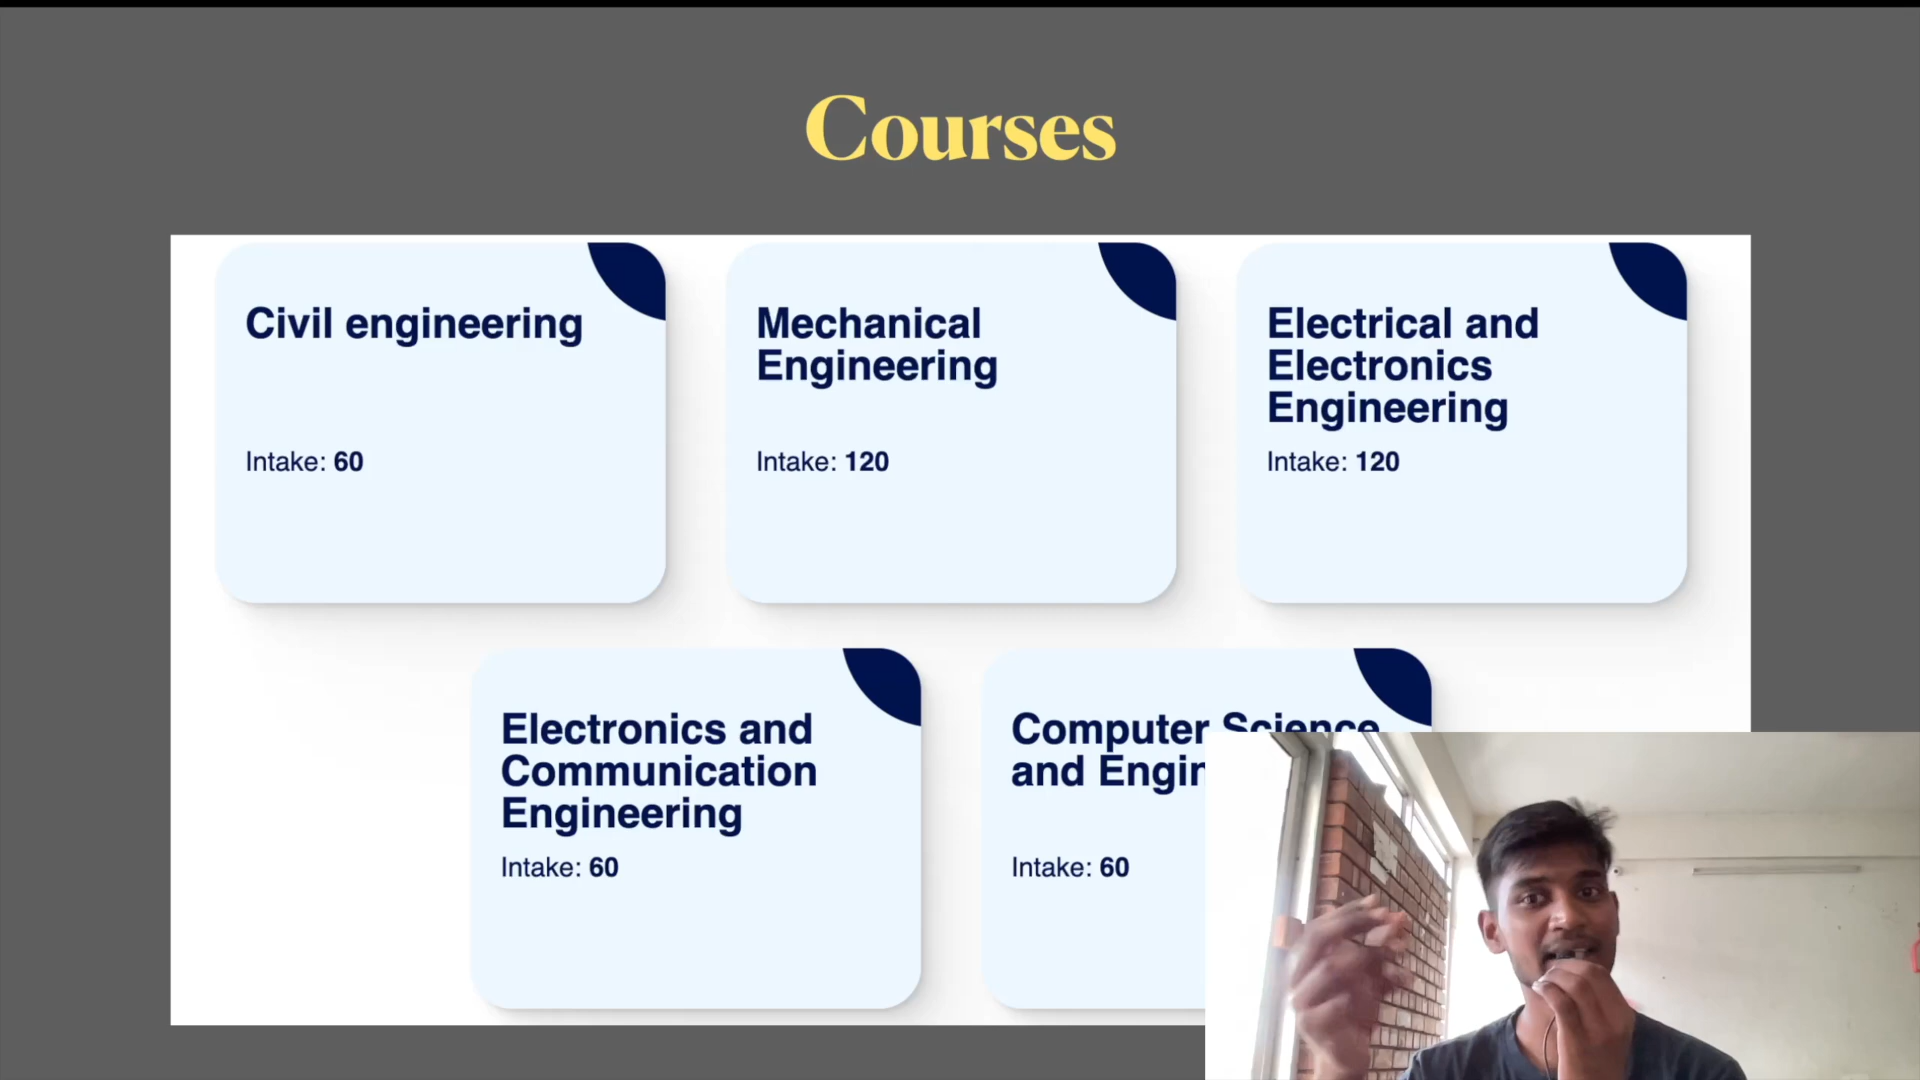 Courses
Civil engineering
Intake: 60
Mechanical
Engineering
Intake: 120
Electrical and
Electronics
Engineering
Intake: 120
Electronics and
Communication
Engineering
Intake: 60
Computer Science
and
Intake: 60